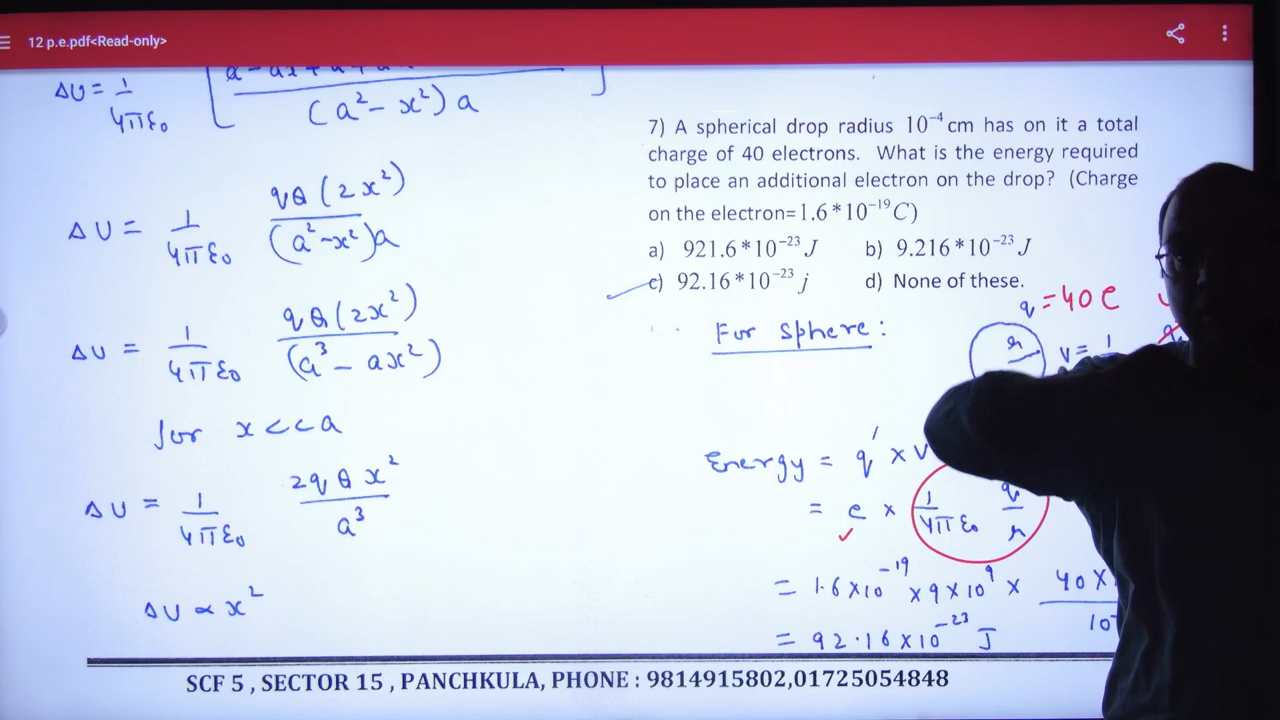 12 p.e.pdf<Read-only>
ΔU = 1/4πε₀ [ / (a² – x²) a ]
ΔU = 1/4πε₀ qQ (2x²)/(a² – x²)a
ΔU = 1/4πε₀ qQ (2x²)/(a³ – ax²)
for x << a
ΔU = 1/4πε₀ 2qQ x²/a³
ΔU ∝ x²
7) A spherical drop radius 10⁻⁴ cm has on it a total
charge of 40 electrons. What is the energy required
to place an additional electron on the drop? (Charge
on the electron=1.6*10⁻¹⁹C)
a) 921.6*10⁻²³ J b) 9.216*10⁻²³ J
c) 92.16*10⁻²³ j d) None of these.
q = 40 e
For Sphere :
r V = 1
Energy = q' × V
= e × 1/4πε₀ q/r
= 1.6×10⁻¹⁹ × 9×10⁹ × 40×
= 92.16×10⁻²³ J
SCF 5 , SECTOR 15 , PANCHKULA, PHONE : 9814915802,01725054848